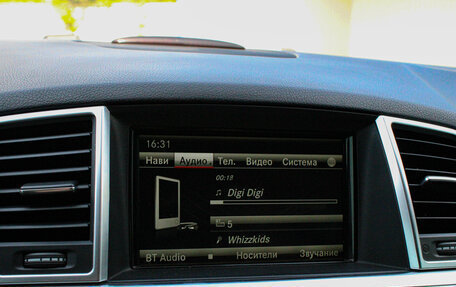 16:31
Нави Аудио Тел. Видео Система
00:18
Digi Digi
5
Whizzkids
BT Audio Носители Звучание